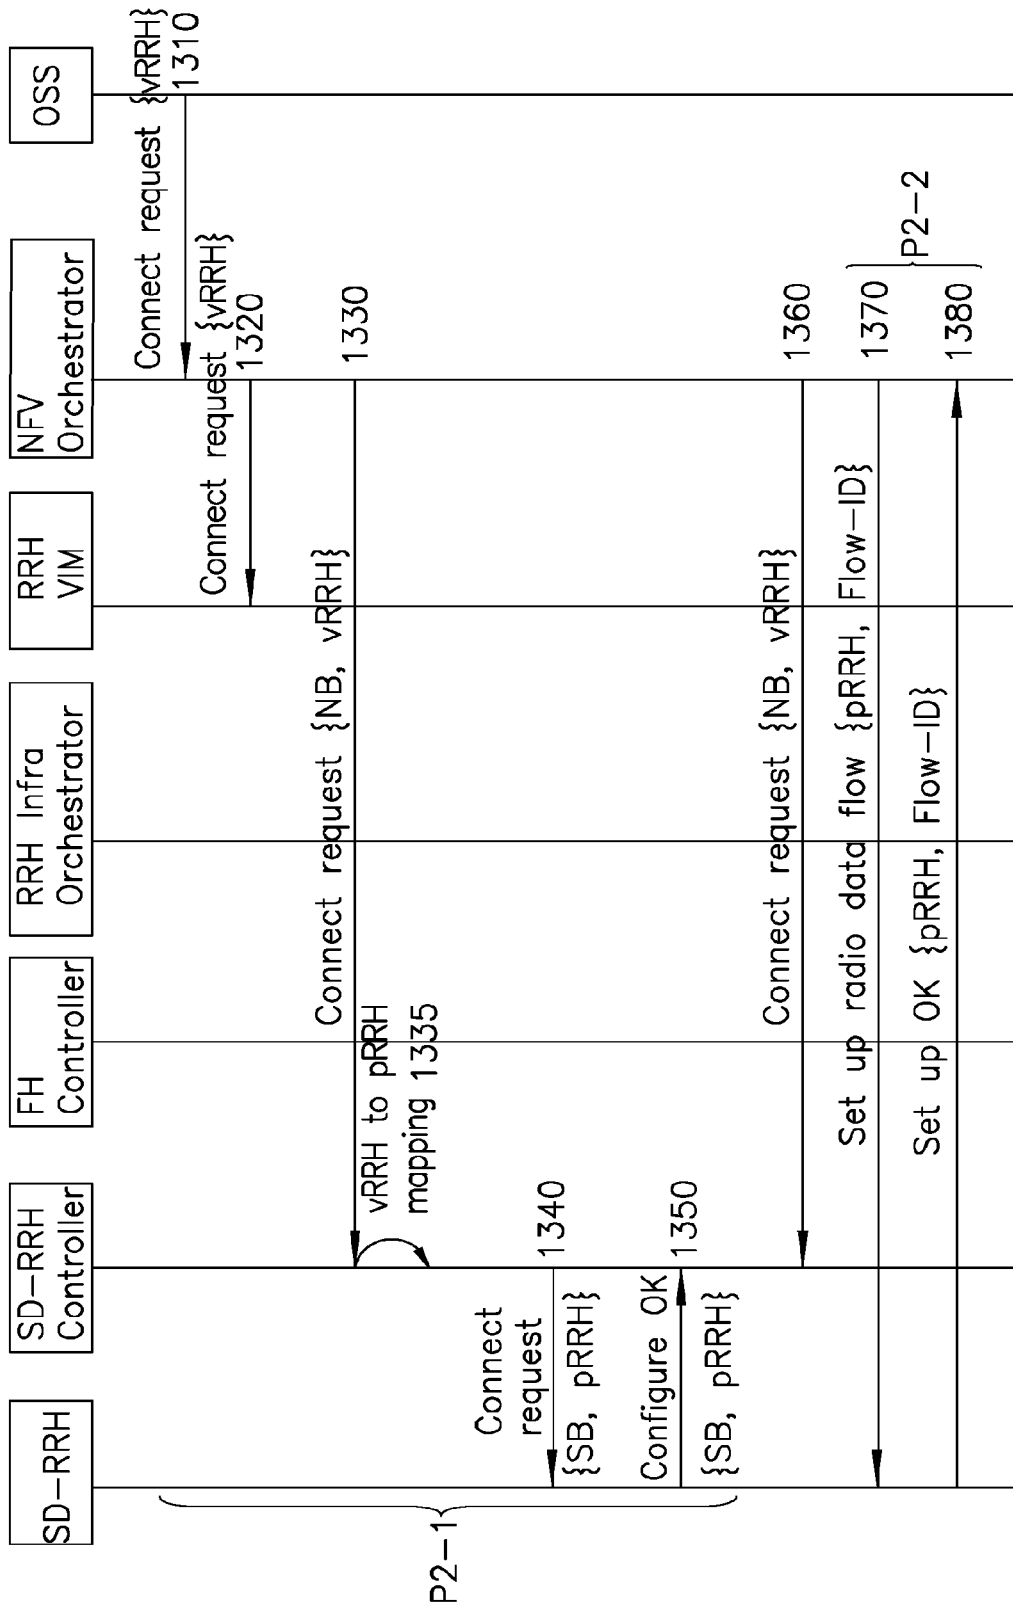 SD-RRH
SD-RRH
Controller
FH
Controller
RRH Infra
Orchestrator
RRH
VIM
NFV
Orchestrator
OSS
Connect request {vRRH}
1310
Connect request {vRRH}
1320
Connect request {NB, vRRH}
1330
vRRH to pRRH
mapping 1335
P2-1
Connect
request
1340
{SB, pRRH}
Configure OK
1350
{SB, pRRH}
Connect request {NB, vRRH}
1360
Set up radio data flow {pRRH, Flow-ID}
1370
Set up OK {pRRH, Flow-ID}
1380
P2-2